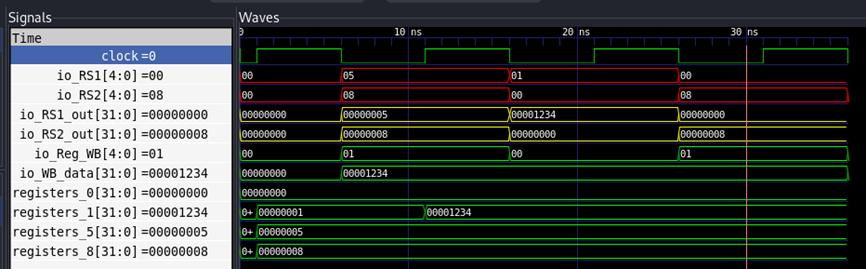 Signals
Waves
Time
0 10 ns 20 ns 30 ns
clock=0
io_RS1[4:0]=00 00 05 01 00
io_RS2[4:0]=08 00 08 00 08
io_RS1_out[31:0]=00000000 00000000 00000005 00001234 00000000
io_RS2_out[31:0]=00000008 00000000 00000008 00000000 00000008
io_Reg_WB[4:0]=01 00 01 00 01
io_WB_data[31:0]=00001234 00000000 00001234
registers_0[31:0]=00000000 00000000
registers_1[31:0]=00001234 0+ 00000001 00001234
registers_5[31:0]=00000005 0+ 00000005
registers_8[31:0]=00000008 0+ 00000008